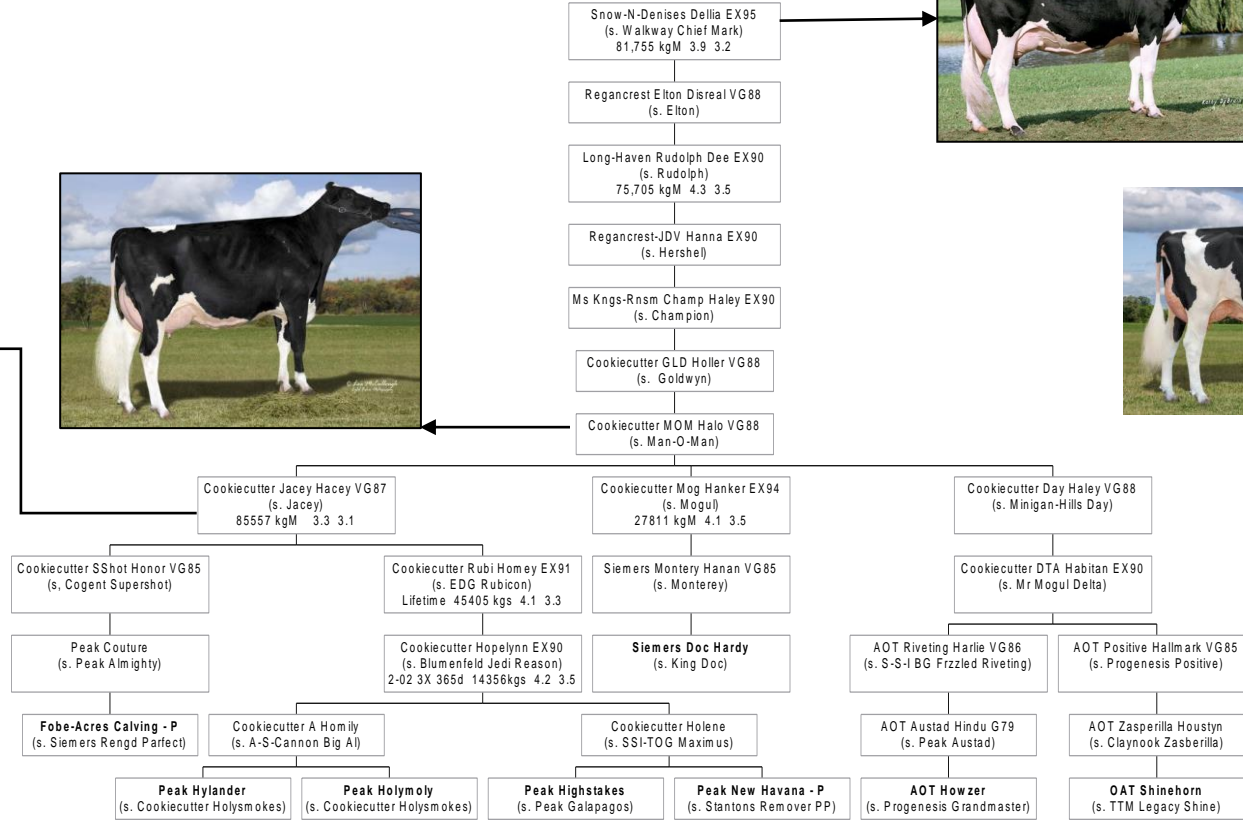 Snow-N-Denises Dellia EX95
(s. Walkway Chief Mark)
81,755 kgM 3.9 3.2
Regancrest Elton Disreal VG88
(s. Elton)
Long-Haven Rudolph Dee EX90
(s. Rudolph)
75,705 kgM 4.3 3.5
Regancrest-JDV Hanna EX90
(s. Hershel)
Ms Kngs-Rnsm Champ Haley EX90
(s. Champion)
Cookiecutter GLD Holler VG88
(s. Goldwyn)
Cookiecutter MOM Halo VG88
(s. Man-O-Man)
Cookiecutter Jacey Hacey VG87
(s. Jacey)
85557 kgM 3.3 3.1
Cookiecutter Mog Hanker EX94
(s. Mogul)
27811 kgM 4.1 3.5
Cookiecutter Day Haley VG88
(s. Minigan-Hills Day)
Cookiecutter SShot Honor VG85
(s, Cogent Supershot)
Cookiecutter Rubi Homey EX91
(s. EDG Rubicon)
Lifetime 45405 kgs 4.1 3.3
Siemers Montery Hanan VG85
(s. Monterey)
Cookiecutter DTA Habitan EX90
(s. Mr Mogul Delta)
Peak Couture
(s. Peak Almighty)
Cookiecutter Hopelynn EX90
(s. Blumenfeld Jedi Reason)
2-02 3X 365d 14356kgs 4.2 3.5
Siemers Doc Hardy
(s. King Doc)
AOT Riveting Harlie VG86
(s. S-S-I BG Frzzled Riveting)
AOT Positive Hallmark VG85
(s. Progenesis Positive)
Fobe-Acres Calving - P
(s. Siemers Rengd Parfect)
Cookiecutter A Homily
(s. A-S-Cannon Big Al)
Cookiecutter Holene
(s. SSI-TOG Maximus)
AOT Austad Hindu G79
(s. Peak Austad)
AOT Zasperilla Houstyn
(s. Claynook Zasberilla)
Peak Hylander
(s. Cookiecutter Holysmokes)
Peak Holymoly
(s. Cookiecutter Holysmokes)
Peak Highstakes
(s. Peak Galapagos)
Peak New Havana - P
(s. Stantons Remover PP)
AOT Howzer
(s. Progenesis Grandmaster)
OAT Shinehorn
(s. TTM Legacy Shine)